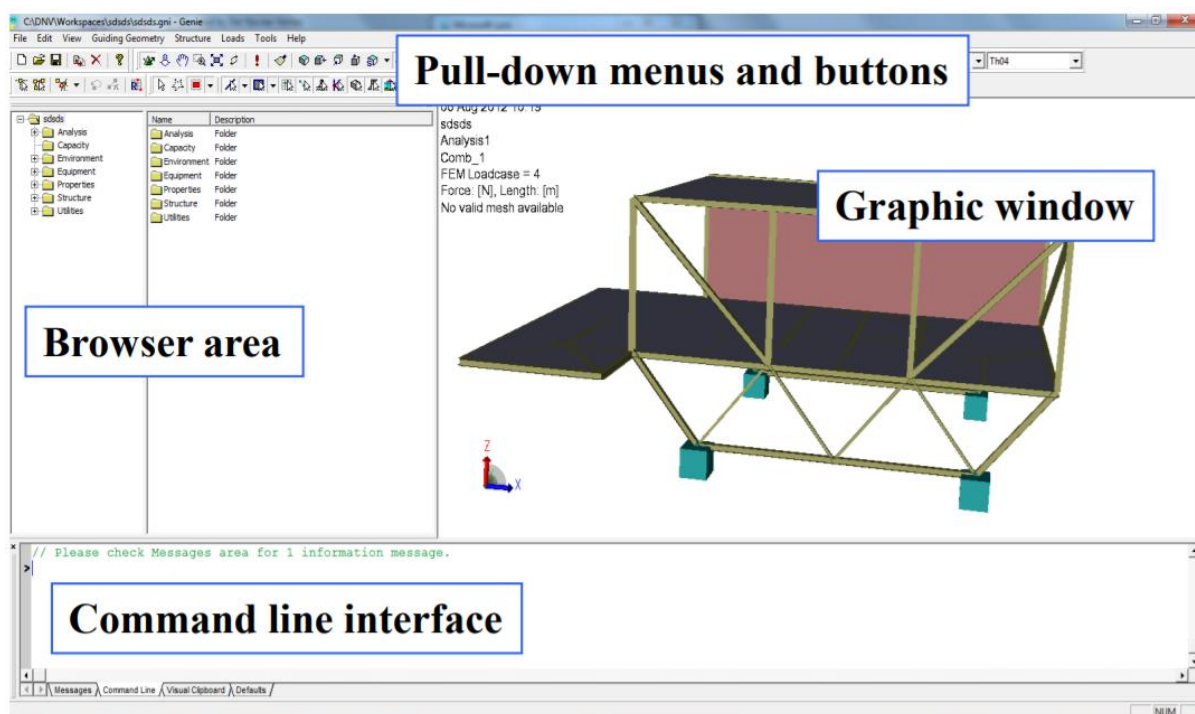 C:\DNV\Workspaces\sdsds\sdsds.gni - Genie
File Edit View Guiding Geometry Structure Loads Tools Help
Pull-down menus and buttons
Th04
sdsds
Analysis
Capacity
Environment
Equipment
Properties
Structure
Utilities
Name Description
Analysis Folder
Capacity Folder
Environment Folder
Equipment Folder
Properties Folder
Structure Folder
Utilities Folder
Browser area
sdsds
Analysis1
Comb_1
FEM Loadcase = 4
Force: [N], Length: [m]
No valid mesh available
Graphic window
Z
X
// Please check Messages area for 1 information message.
>
Command line interface
Messages Command Line Visual Clipboard Defaults
NUM